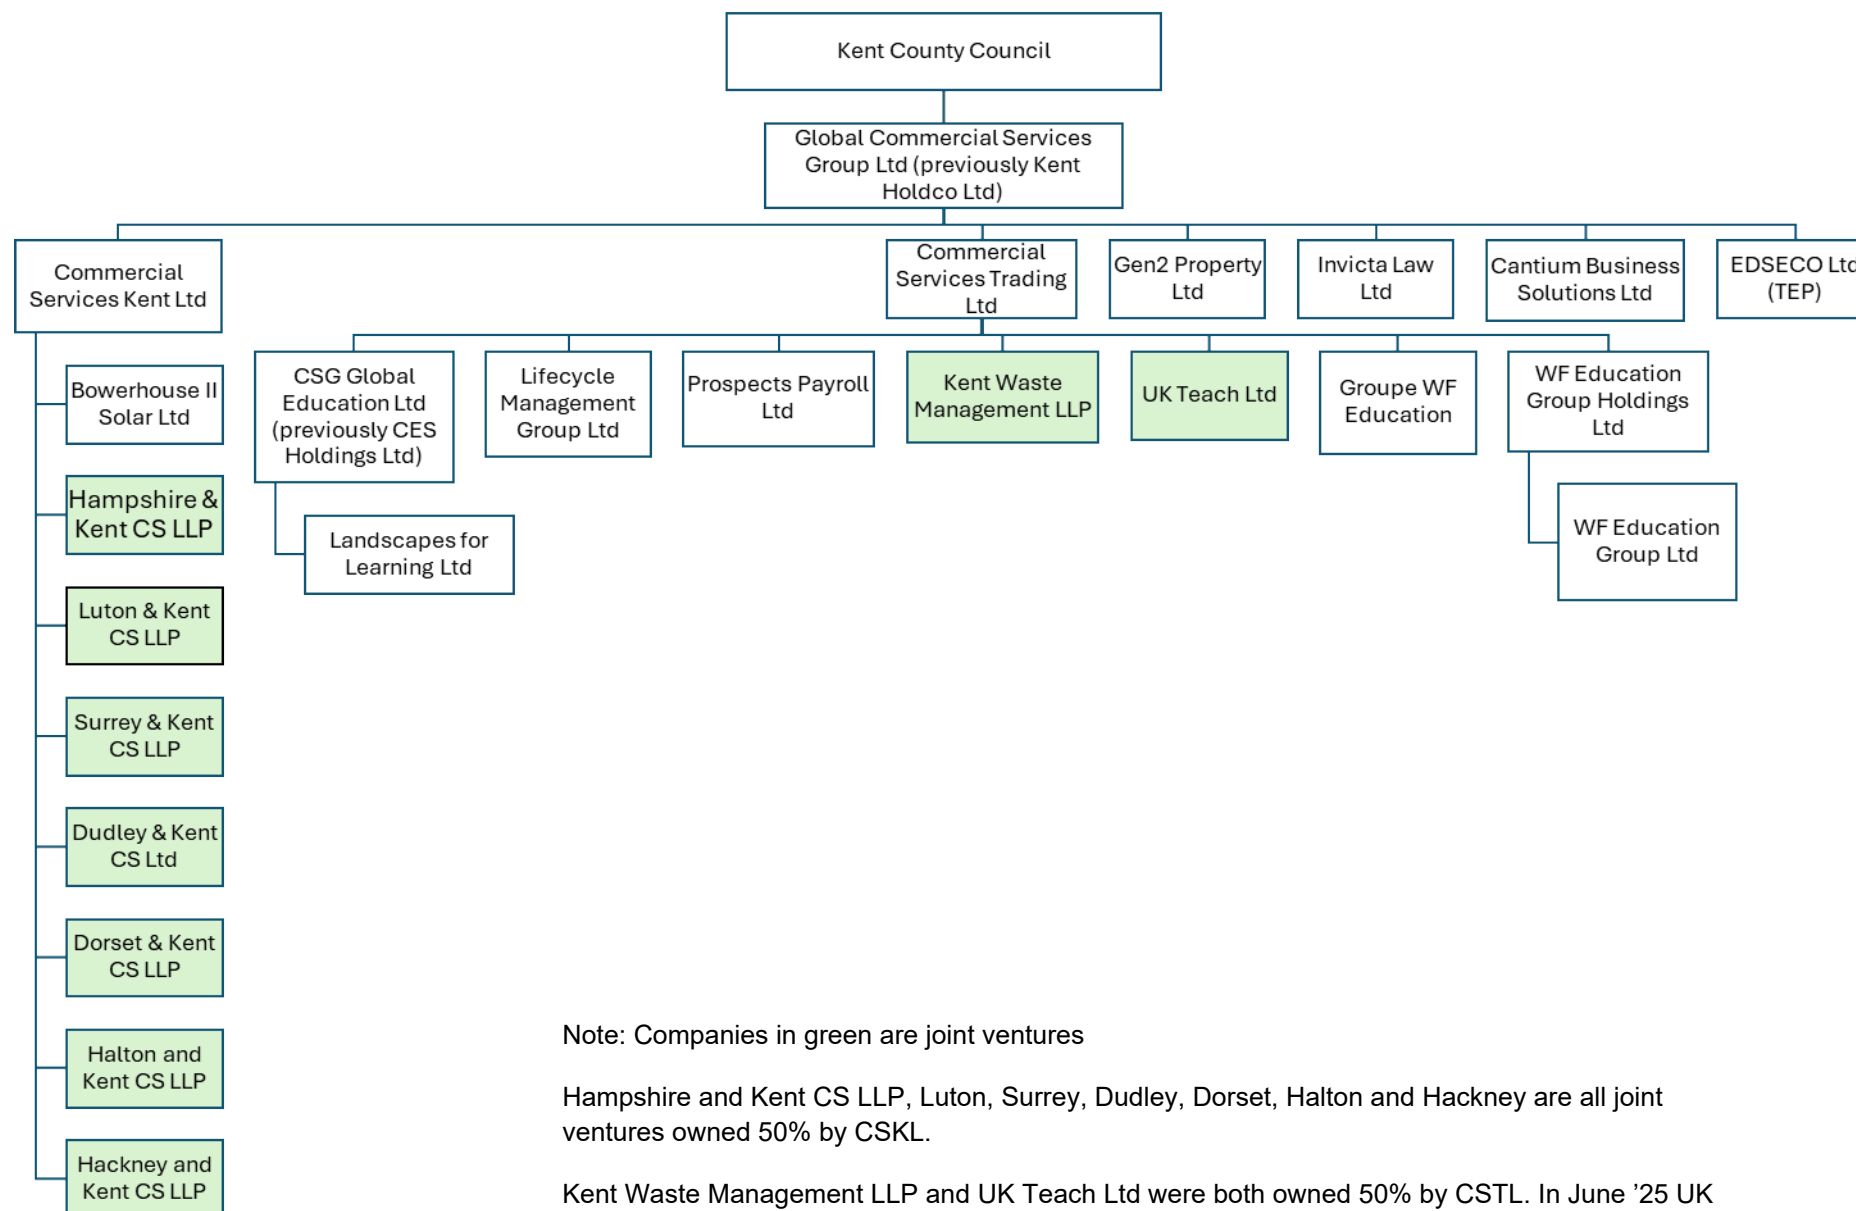 Kent County Council
Global Commercial Services
Group Ltd (previously Kent
Holdco Ltd)
Commercial
Services Kent Ltd
Commercial
Services Trading
Ltd
Gen2 Property
Ltd
Invicta Law
Ltd
Cantium Business
Solutions Ltd
EDSECO Ltd
(TEP)
Bowerhouse II
Solar Ltd
Hampshire &
Kent CS LLP
Luton & Kent
CS LLP
Surrey & Kent
CS LLP
Dudley & Kent
CS Ltd
Dorset & Kent
CS LLP
Halton and
Kent CS LLP
Hackney and
Kent CS LLP
CSG Global
Education Ltd
(previously CES
Holdings Ltd)
Landscapes for
Learning Ltd
Lifecycle
Management
Group Ltd
Prospects Payroll
Ltd
Kent Waste
Management LLP
UK Teach Ltd
Groupe WF
Education
WF Education
Group Holdings
Ltd
WF Education
Group Ltd
Note: Companies in green are joint ventures
Hampshire and Kent CS LLP, Luton, Surrey, Dudley, Dorset, Halton and Hackney are all joint
ventures owned 50% by CSKL.
Kent Waste Management LLP and UK Teach Ltd were both owned 50% by CSTL. In June ’25 UK